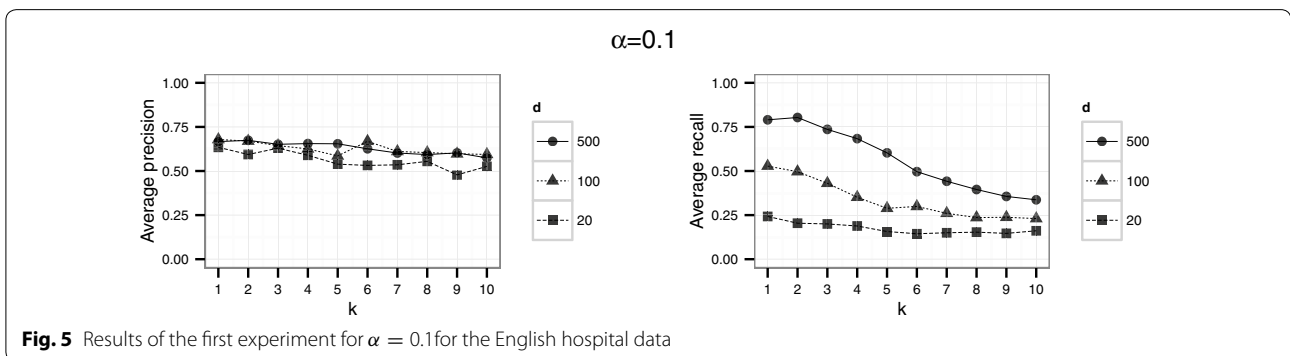 α=0.1
Average precision
1.00
0.75
0.50
0.25
0.00
1 2 3 4 5 6 7 8 9 10
k
d
500
100
20
Average recall
1.00
0.75
0.50
0.25
0.00
1 2 3 4 5 6 7 8 9 10
k
d
500
100
20
Fig. 5 Results of the first experiment for α = 0.1for the English hospital data